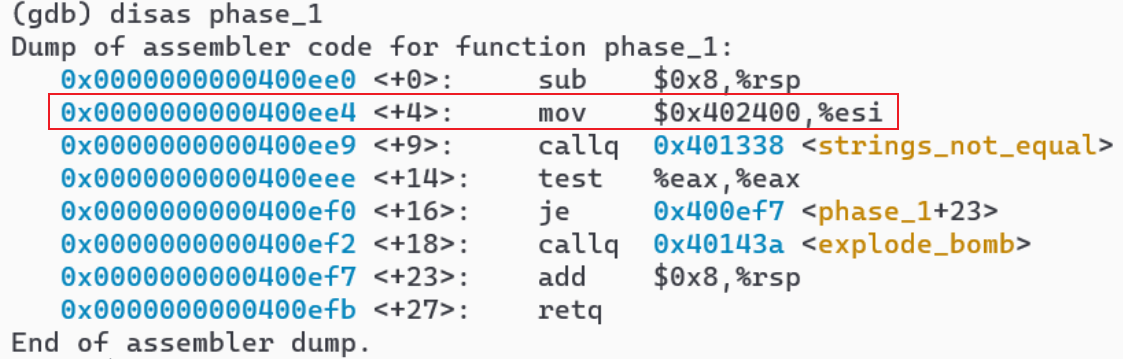 (gdb) disas phase_1
Dump of assembler code for function phase_1:
   0x0000000000400ee0 <+0>:     sub    $0x8,%rsp
   0x0000000000400ee4 <+4>:     mov    $0x402400,%esi
   0x0000000000400ee9 <+9>:     callq  0x401338 <strings_not_equal>
   0x0000000000400eee <+14>:    test   %eax,%eax
   0x0000000000400ef0 <+16>:    je     0x400ef7 <phase_1+23>
   0x0000000000400ef2 <+18>:    callq  0x40143a <explode_bomb>
   0x0000000000400ef7 <+23>:    add    $0x8,%rsp
   0x0000000000400efb <+27>:    retq
End of assembler dump.